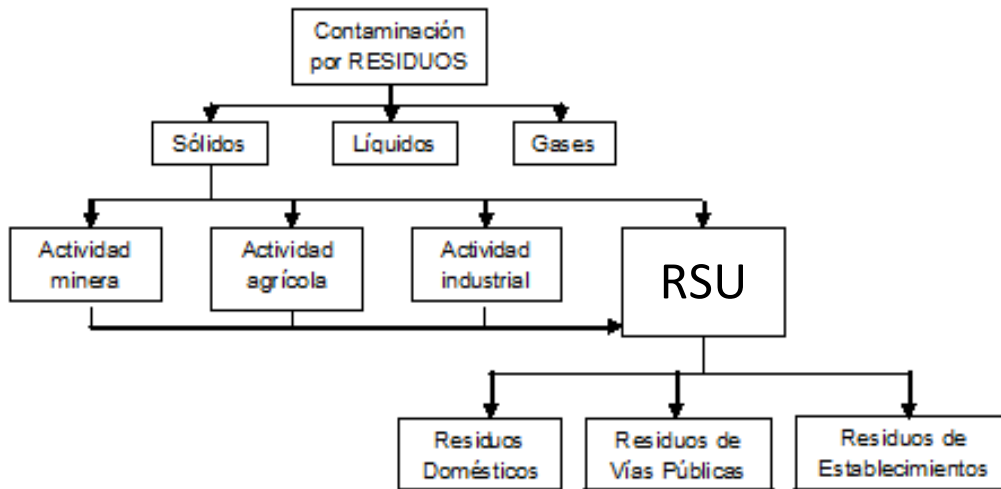 Contaminación
por RESIDUOS
Sólidos
Líquidos
Gases
Actividad
minera
Actividad
agrícola
Actividad
industrial
RSU
Residuos
Domésticos
Residuos de
Vías Públicas
Residuos de
Establecimientos